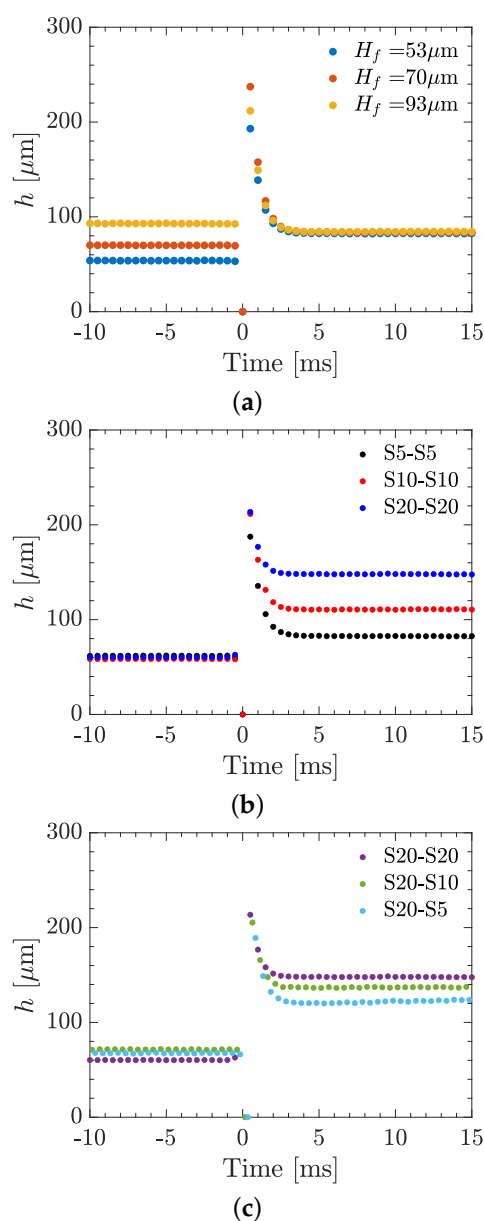 300
200
100
0
h [μm]
H_f =53μm
H_f =70μm
H_f =93μm
-10 -5 0 5 10 15
Time [ms]
(a)
300
200
100
0
h [μm]
S5-S5
S10-S10
S20-S20
-10 -5 0 5 10 15
Time [ms]
(b)
300
200
100
0
h [μm]
S20-S20
S20-S10
S20-S5
-10 -5 0 5 10 15
Time [ms]
(c)